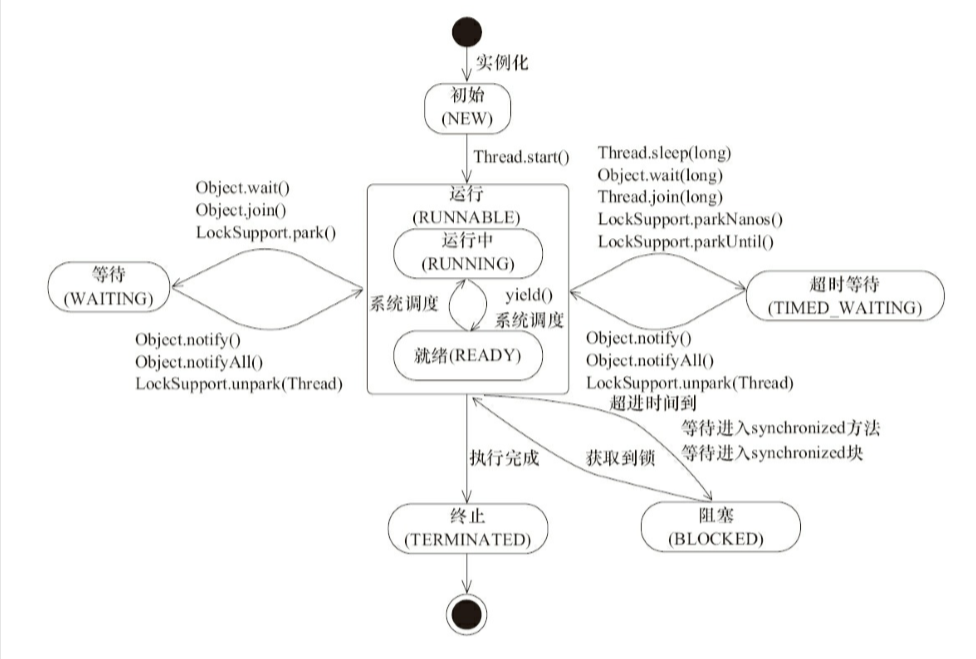 实例化
初始
(NEW)
Thread.start()
Thread.sleep(long)
Object.wait(long)
Thread.join(long)
LockSupport.parkNanos()
LockSupport.parkUntil()
Object.wait()
Object.join()
LockSupport.park()
运行
(RUNNABLE)
运行中
(RUNNING)
等待
(WAITING)
系统调度
yield()
系统调度
超时等待
(TIMED_WAITING)
就绪(READY)
Object.notify()
Object.notifyAll()
LockSupport.unpark(Thread)
Object.notify()
Object.notifyAll()
LockSupport.unpark(Thread)
超进时间到
等待进入synchronized方法
等待进入synchronized块
执行完成
获取到锁
终止
(TERMINATED)
阻塞
(BLOCKED)